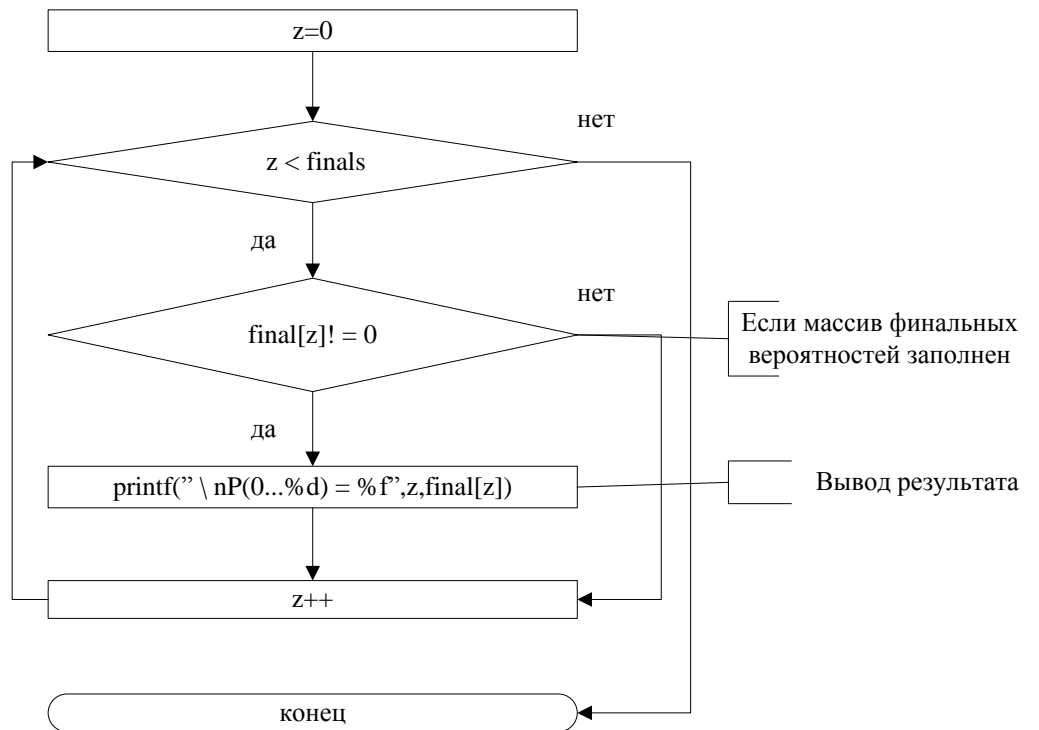 z=0
нет
z < finals
да
нет
final[z]! = 0
Если массив финальных
вероятностей заполнен
да
printf(” \ nP(0...%d) = %f”,z,final[z])
Вывод результата
z++
конец